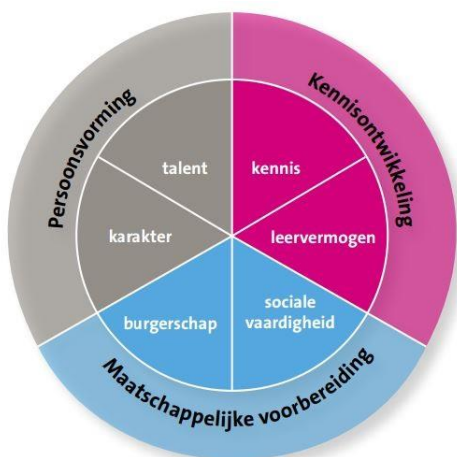 Persoonsvorming
Kennisontwikkeling
talent
kennis
karakter
leervermogen
burgerschap
sociale
vaardigheid
Maatschappelijke voorbereiding